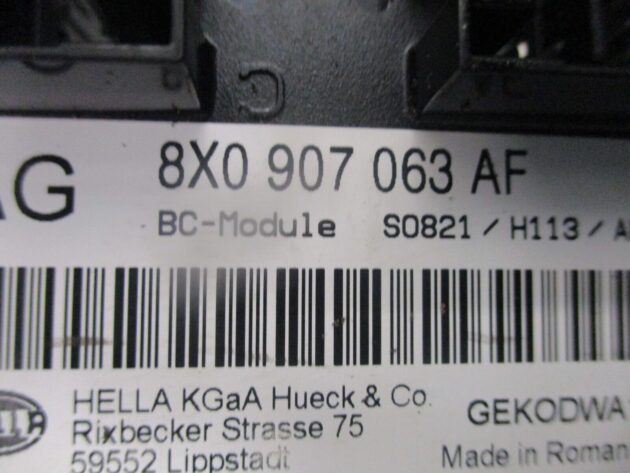 C
AG
8X0 907 063 AF
BC-Module S0821 / H113 /
HELLA KGaA Hueck & Co.
Rixbecker Strasse 75
59552 Lippstadt
GEKODWA
Made in Roman